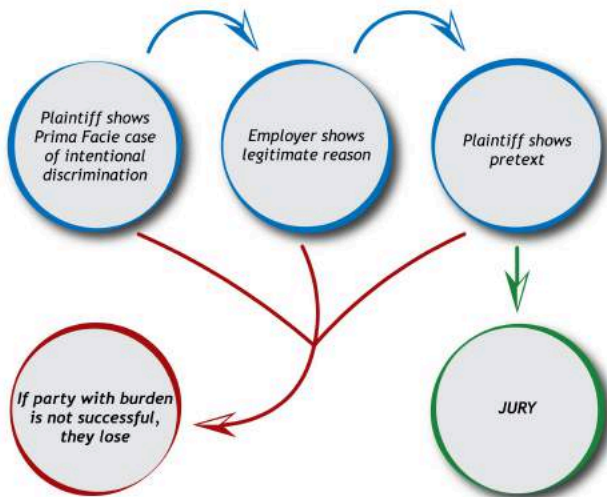 Plaintiff shows
Prima Facie case
of intentional
discrimination
Employer shows
legitimate reason
Plaintiff shows
pretext
If party with burden
is not successful,
they lose
JURY